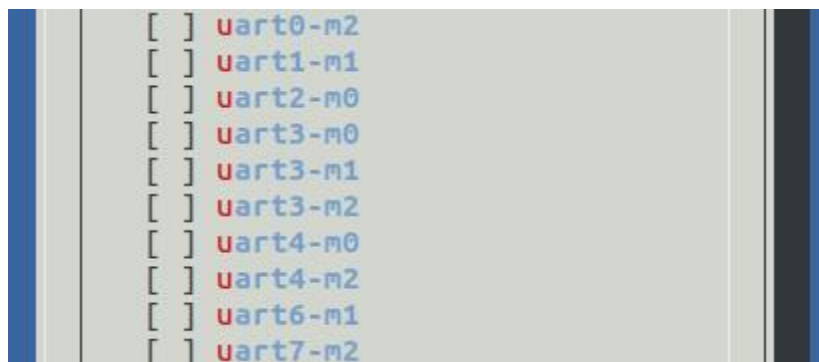 [ ] uart0-m2
[ ] uart1-m1
[ ] uart2-m0
[ ] uart3-m0
[ ] uart3-m1
[ ] uart3-m2
[ ] uart4-m0
[ ] uart4-m2
[ ] uart6-m1
[ ] uart7-m2